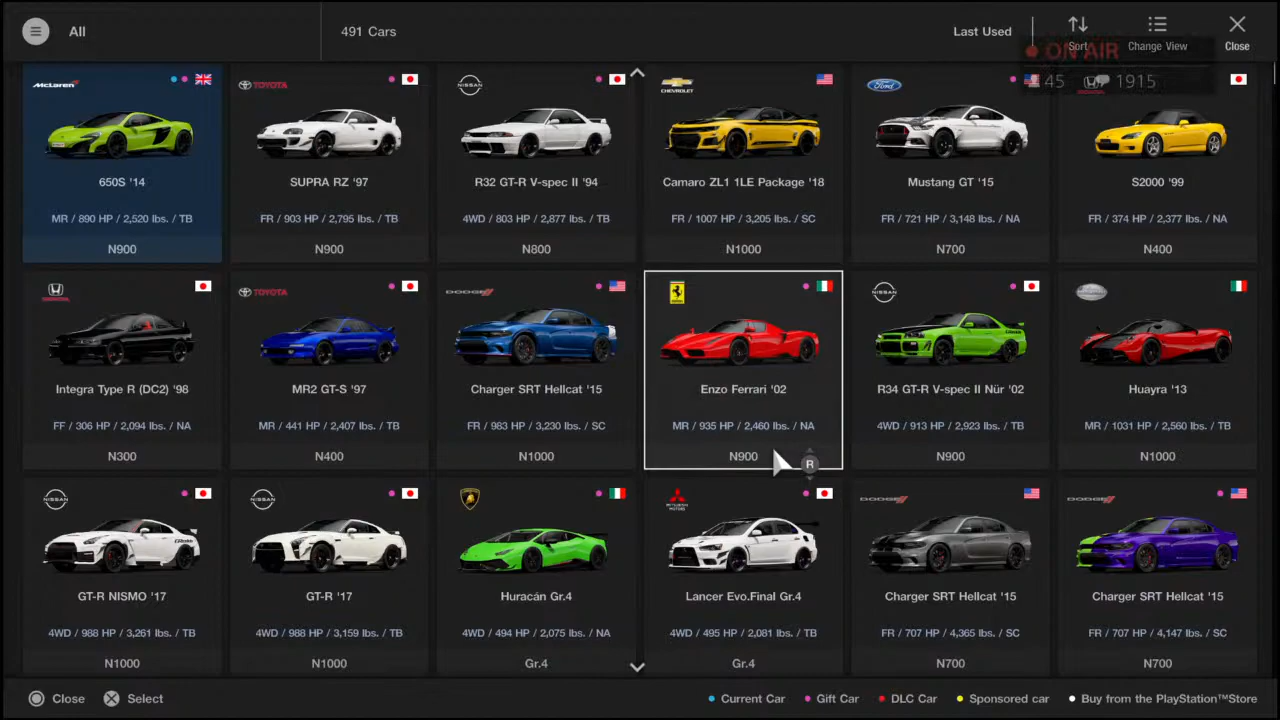 All
491 Cars
Last Used
Sort
Change View
Close
ON AIR
45
1915
McLaren
650S '14
MR / 890 HP / 2,520 lbs. / TB
N900
TOYOTA
SUPRA RZ '97
FR / 903 HP / 2,795 lbs. / TB
N900
NISSAN
R32 GT-R V-spec II '94
4WD / 803 HP / 2,877 lbs. / TB
N800
CHEVROLET
Camaro ZL1 1LE Package '18
FR / 1007 HP / 3,205 lbs. / SC
N1000
Ford
Mustang GT '15
FR / 721 HP / 3,148 lbs. / NA
N700
HONDA
S2000 '99
FR / 374 HP / 2,377 lbs. / NA
N400
HONDA
Integra Type R (DC2) '98
FF / 306 HP / 2,094 lbs. / NA
N300
TOYOTA
MR2 GT-S '97
MR / 441 HP / 2,407 lbs. / TB
N400
DODGE
Charger SRT Hellcat '15
FR / 983 HP / 3,230 lbs. / SC
N1000
Enzo Ferrari '02
MR / 935 HP / 2,460 lbs. / NA
N900
R
NISSAN
R34 GT-R V-spec II Nür '02
4WD / 913 HP / 2,923 lbs. / TB
N900
Huayra '13
MR / 1031 HP / 2,560 lbs. / TB
N1000
NISSAN
GT-R NISMO '17
4WD / 988 HP / 3,261 lbs. / TB
N1000
NISSAN
GT-R '17
4WD / 988 HP / 3,159 lbs. / TB
N1000
Huracán Gr.4
4WD / 494 HP / 2,075 lbs. / NA
Gr.4
MITSUBISHI
MOTORS
Lancer Evo.Final Gr.4
4WD / 495 HP / 2,081 lbs. / TB
Gr.4
DODGE
Charger SRT Hellcat '15
FR / 707 HP / 4,365 lbs. / SC
N700
DODGE
Charger SRT Hellcat '15
FR / 707 HP / 4,147 lbs. / SC
N700
Close
Select
Current Car
Gift Car
DLC Car
Sponsored car
Buy from the PlayStation™Store